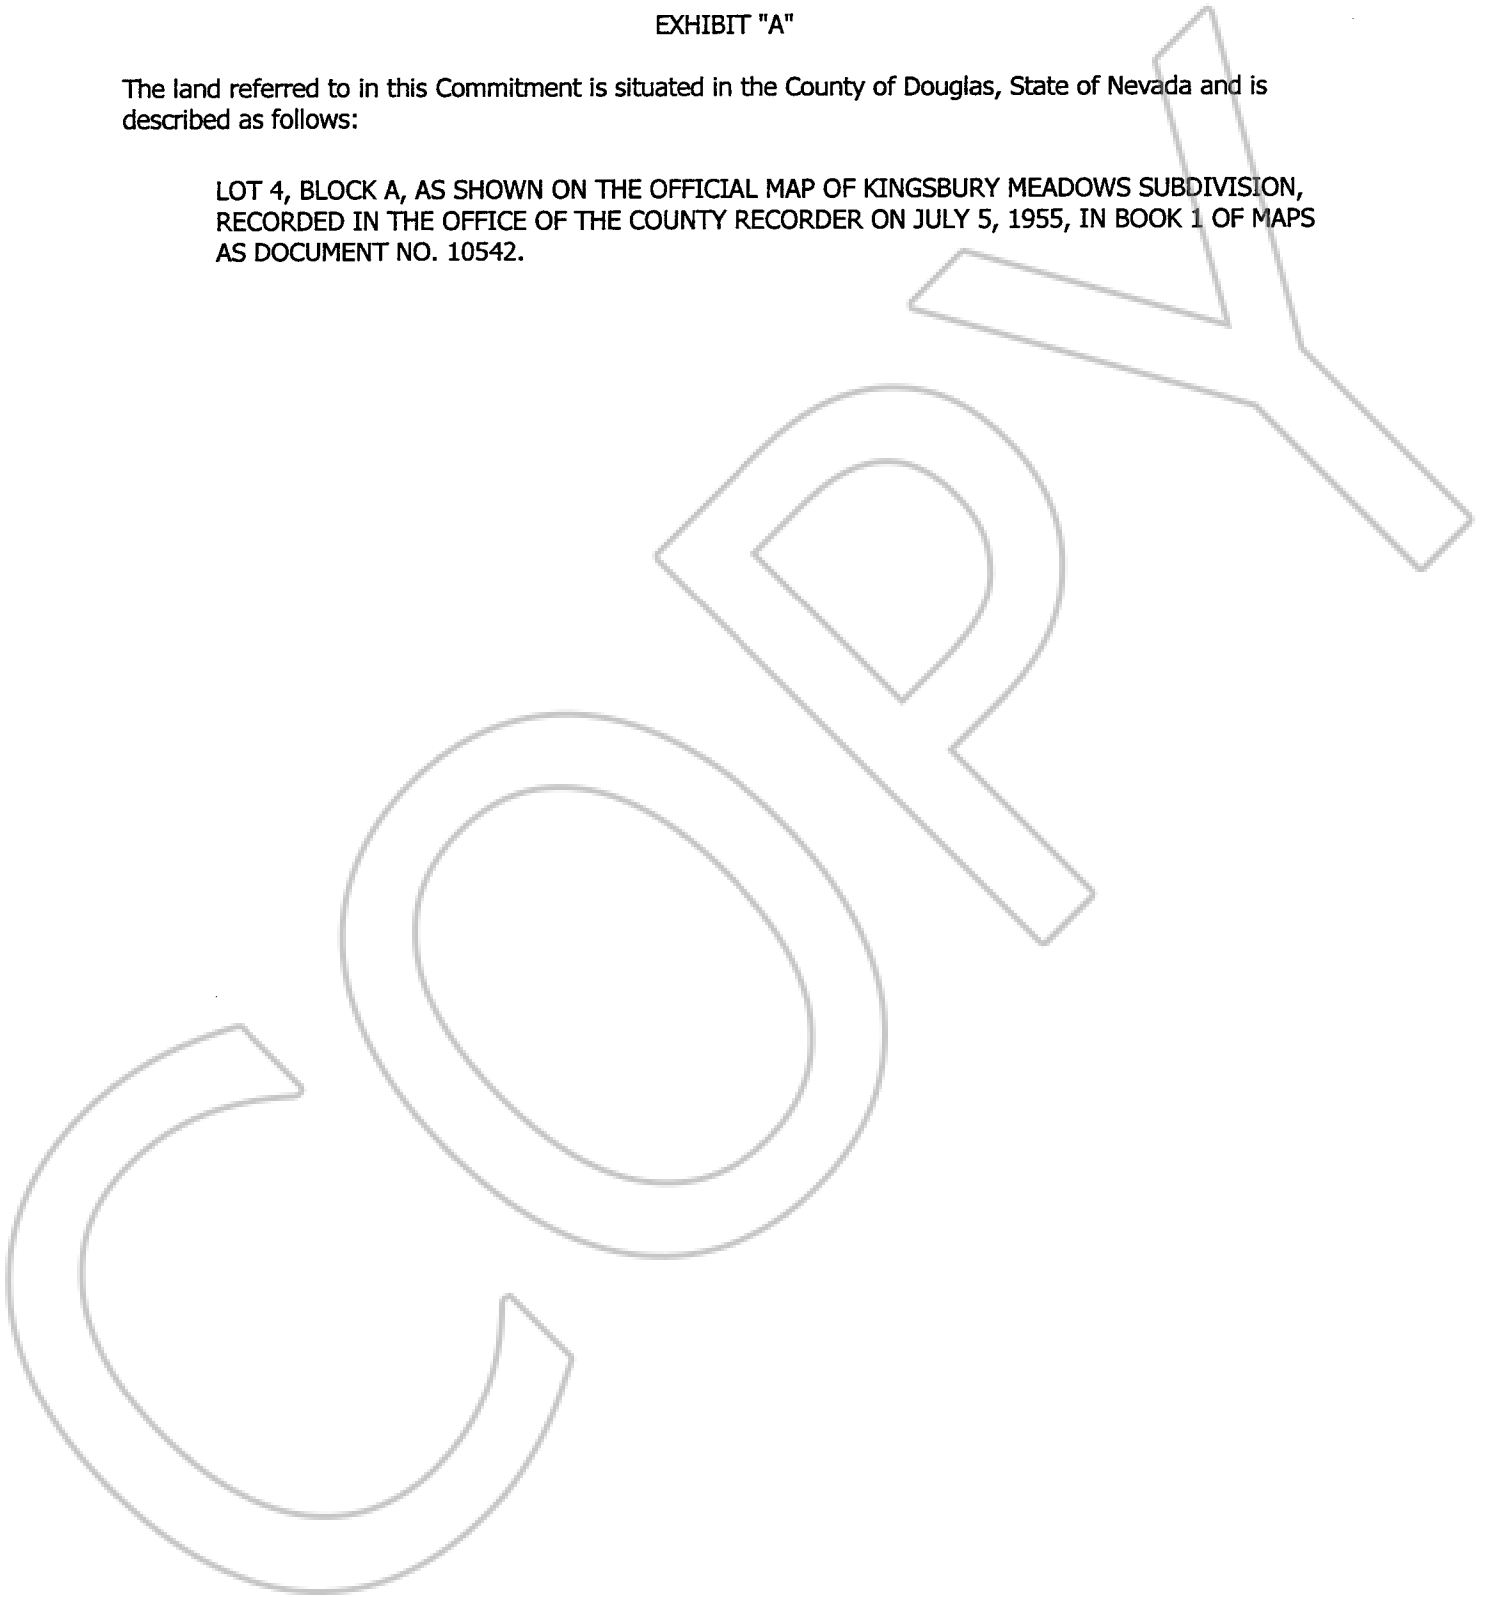 EXHIBIT "A"
The land referred to in this Commitment is situated in the County of Douglas, State of Nevada and is
described as follows:
LOT 4, BLOCK A, AS SHOWN ON THE OFFICIAL MAP OF KINGSBURY MEADOWS SUBDIVISION,
RECORDED IN THE OFFICE OF THE COUNTY RECORDER ON JULY 5, 1955, IN BOOK 1 OF MAPS
AS DOCUMENT NO. 10542.
COPY